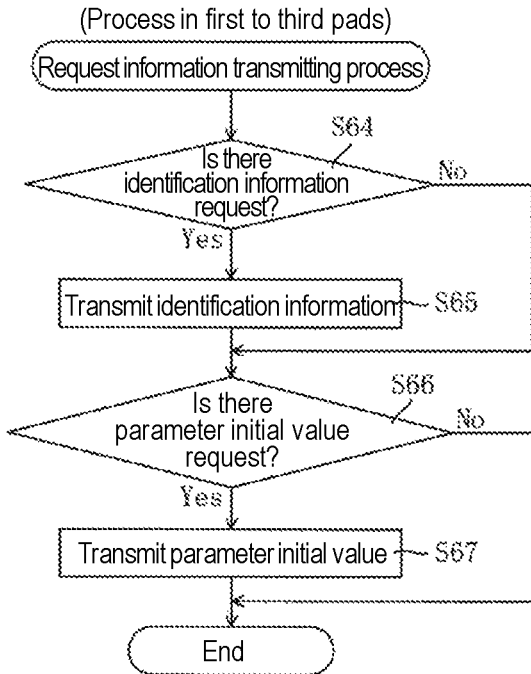 (Process in first to third pads)
Request information transmitting process
S64
Is there
identification information
request?
No
Yes
Transmit identification information
S65
S66
Is there
parameter initial value
request?
No
Yes
Transmit parameter initial value
S67
End